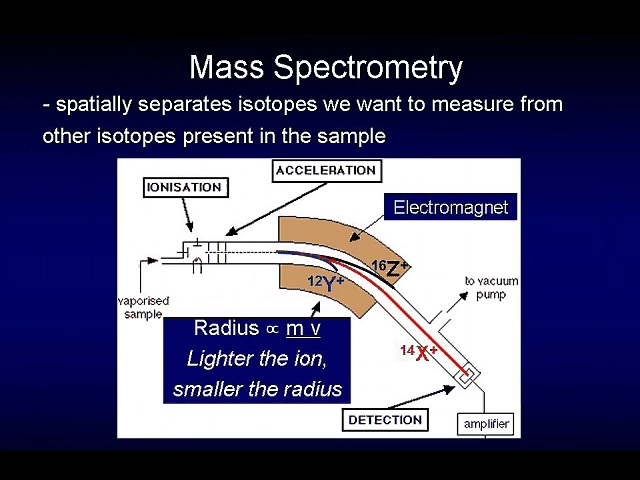 Mass Spectrometry
- spatially separates isotopes we want to measure from
other isotopes present in the sample
ACCELERATION
IONISATION
Electromagnet
16Z+
12Y+
to vacuum
pump
vaporised
sample
Radius ∝ m v
Lighter the ion,
smaller the radius
14X+
DETECTION
amplifier